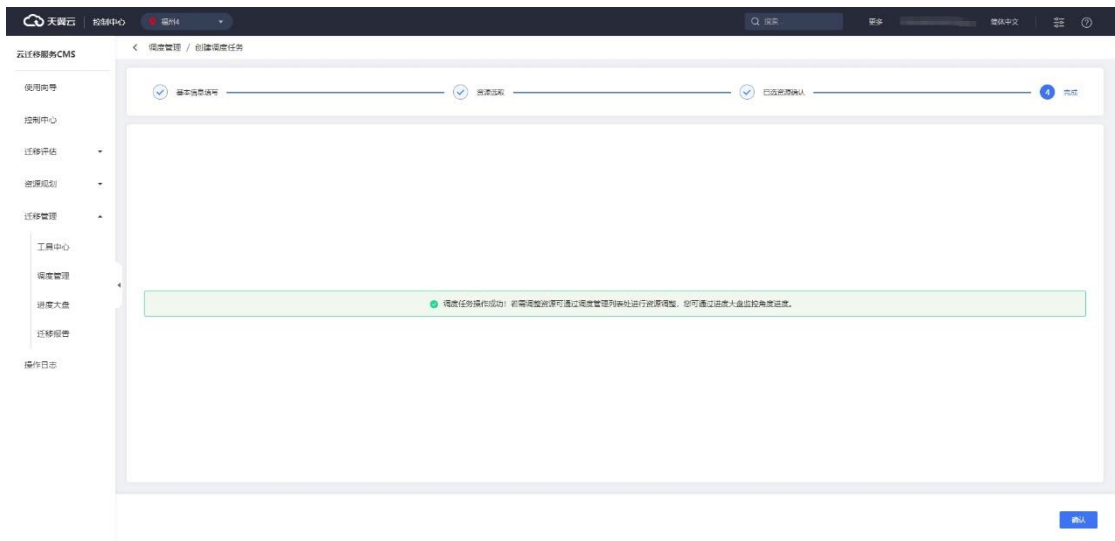 天翼云 控制中心 福州4 搜索 更多 简体中文
云迁移服务CMS
调度管理 / 创建调度任务
使用向导
控制中心
迁移评估
资源规划
迁移管理
工具中心
调度管理
进度大盘
迁移报告
操作日志
基本信息填写 资源选取 已选资源确认 4 完成
调度任务操作成功！若需调整资源可通过调度管理列表处进行资源调整，您可通过进度大盘监控角度进度。
确认